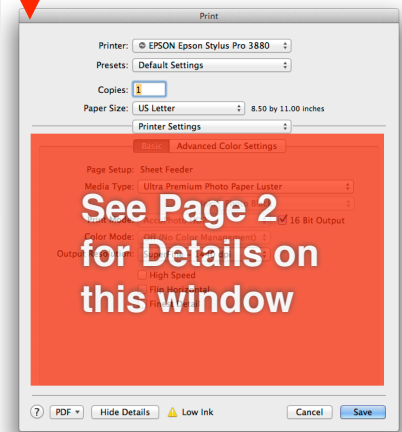 Print
Printer: EPSON Epson Stylus Pro 3880
Presets: Default Settings
Copies: 1
Paper Size: US Letter 8.50 by 11.00 inches
Printer Settings
Basic Advanced Color Settings
Page Setup: Sheet Feeder
Media Type: Ultra Premium Photo Paper Luster
See Page 2
16 Bit Output
Color Mode: Off (No Color Management)
for Details on
Output Resolution:
High Speed
Flip Horizontal
this window
Finest Detail
? PDF Hide Details Low Ink Cancel Save